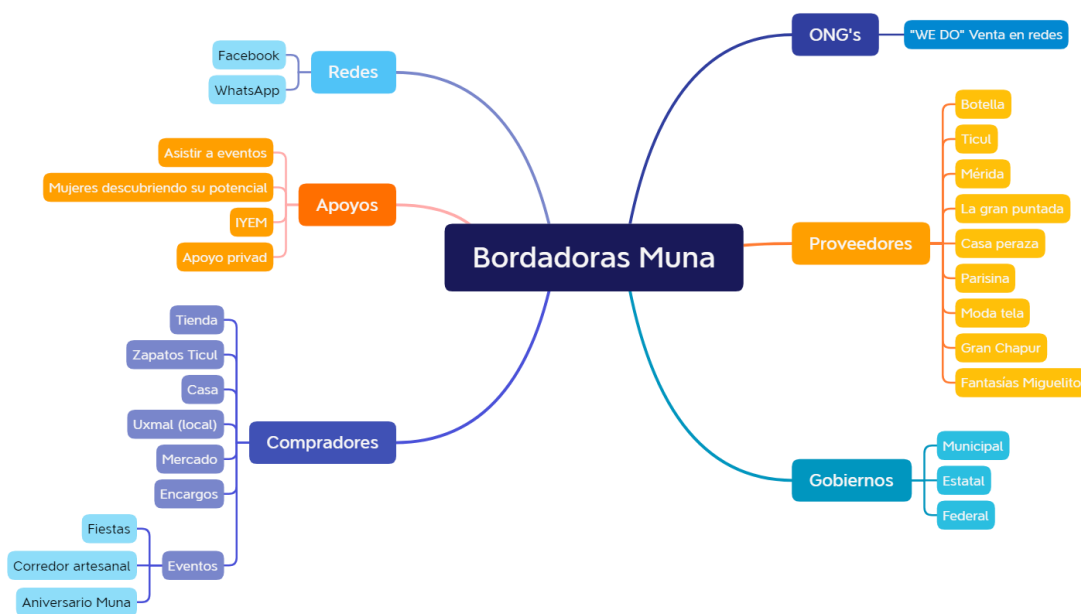 Bordadoras Muna
Redes
Facebook
WhatsApp
Apoyos
Asistir a eventos
Mujeres descubriendo su potencial
IYEM
Apoyo privad
Compradores
Tienda
Zapatos Ticul
Casa
Uxmal (local)
Mercado
Encargos
Eventos
Fiestas
Corredor artesanal
Aniversario Muna
ONG's
"WE DO" Venta en redes
Proveedores
Botella
Ticul
Mérida
La gran puntada
Casa peraza
Parisina
Moda tela
Gran Chapur
Fantasías Miguelito
Gobiernos
Municipal
Estatal
Federal